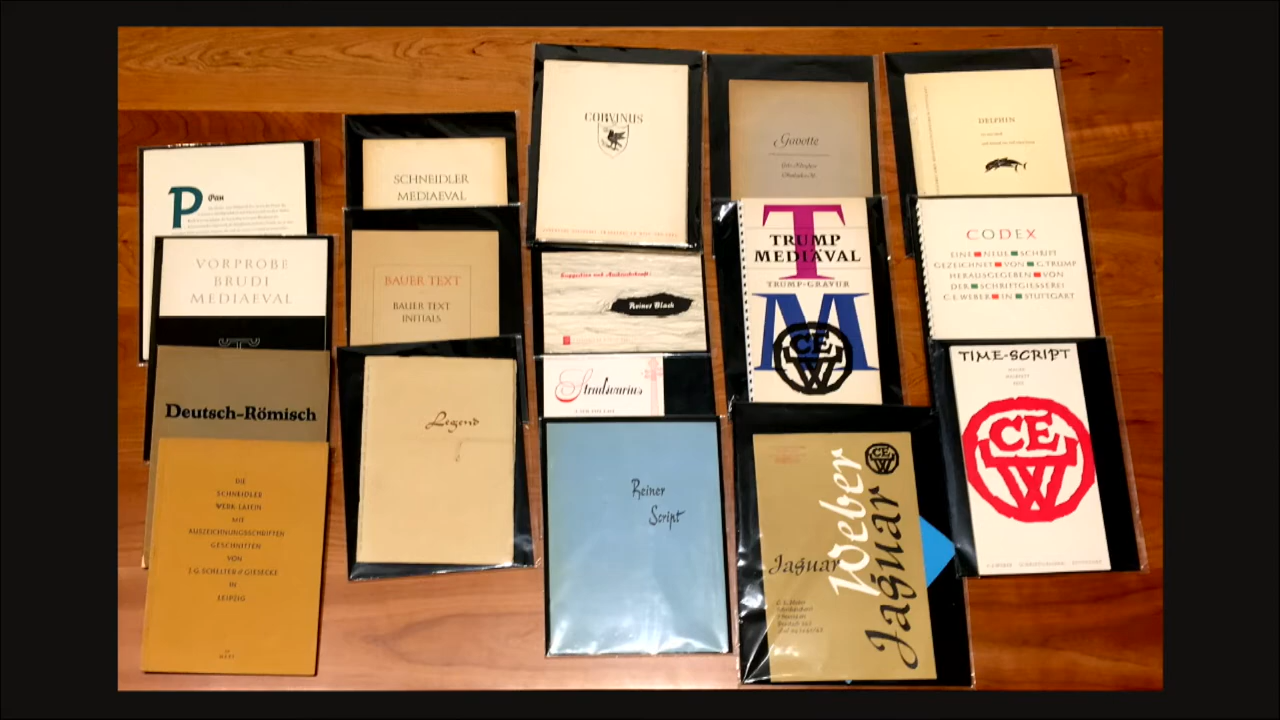 P
Pan
VORPROBE
BRUDI
MEDIAEVAL
Deutsch-Römisch
DIE
SCHNEIDLER
WERK-LATEIN
MIT
AUSZEICHNUNGSSCHRIFTEN
GESCHNITTEN
VON
J.G. SCHELTER & GIESECKE
IN
LEIPZIG
SCHNEIDLER
MEDIAEVAL
BAUER TEXT
BAUER TEXT
INITIALS
Legend
CORVINUS
Reiner Black
Stradivarius
Reiner
Script
Gavotte
T
TRUMP
MEDIÄVAL
TRUMP-GRAVUR
M
CEW
Weber
Jaguar
Jaguar
CEW
DELPHIN
CODEX
EINE NEUE SCHRIFT
GEZEICHNET VON G. TRUMP
HERAUSGEGEBEN VON
DER SCHRIFTGIESSEREI
C.E. WEBER IN STUTTGART
TIME-SCRIPT
CEW